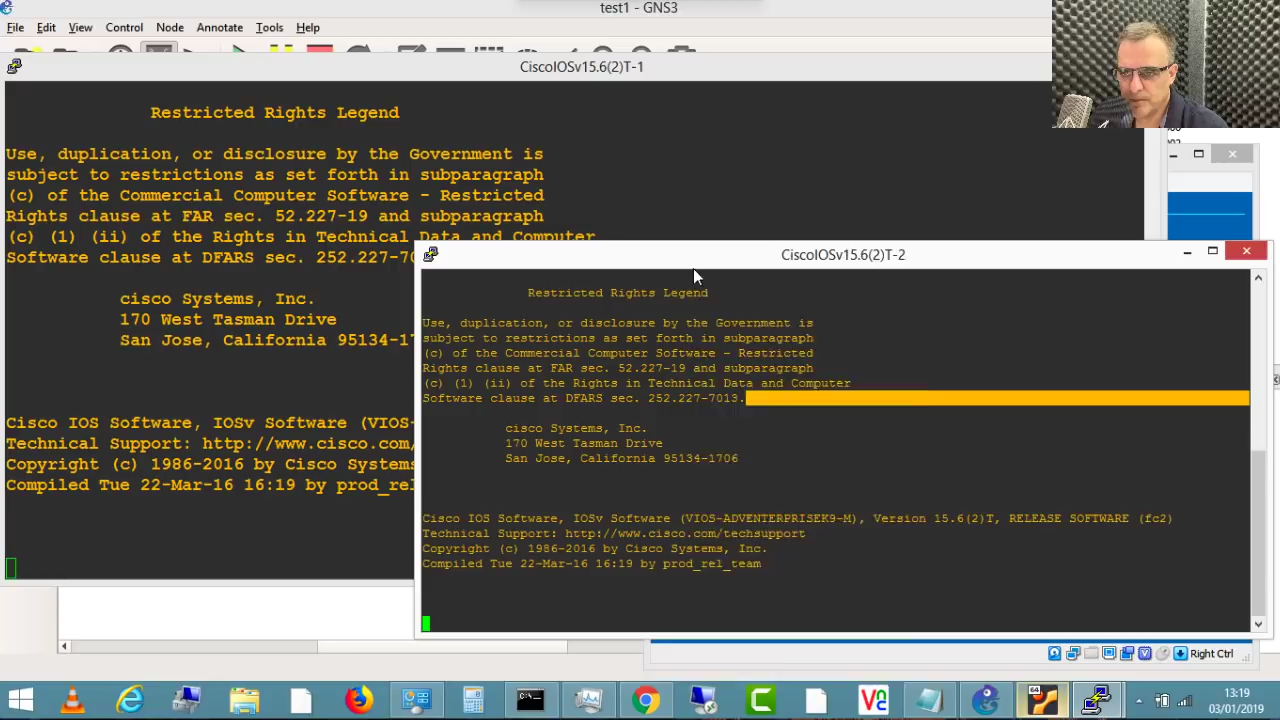 test1 - GNS3
File Edit View Control Node Annotate Tools Help
CiscoIOSv15.6(2)T-1
Restricted Rights Legend
Use, duplication, or disclosure by the Government is
subject to restrictions as set forth in subparagraph
(c) of the Commercial Computer Software - Restricted
Rights clause at FAR sec. 52.227-19 and subparagraph
(c) (1) (ii) of the Rights in Technical Data and Computer
Software clause at DFARS sec. 252.227-70
cisco Systems, Inc.
170 West Tasman Drive
San Jose, California 95134-1
Cisco IOS Software, IOSv Software (VIOS-
Technical Support: http://www.cisco.com/
Copyright (c) 1986-2016 by Cisco Systems
Compiled Tue 22-Mar-16 16:19 by prod_rel
CiscoIOSv15.6(2)T-2
Restricted Rights Legend
Use, duplication, or disclosure by the Government is
subject to restrictions as set forth in subparagraph
(c) of the Commercial Computer Software - Restricted
Rights clause at FAR sec. 52.227-19 and subparagraph
(c) (1) (ii) of the Rights in Technical Data and Computer
Software clause at DFARS sec. 252.227-7013.
cisco Systems, Inc.
170 West Tasman Drive
San Jose, California 95134-1706
Cisco IOS Software, IOSv Software (VIOS-ADVENTERPRISEK9-M), Version 15.6(2)T, RELEASE SOFTWARE (fc2)
Technical Support: http://www.cisco.com/techsupport
Copyright (c) 1986-2016 by Cisco Systems, Inc.
Compiled Tue 22-Mar-16 16:19 by prod_rel_team
Right Ctrl
64
13:19
03/01/2019